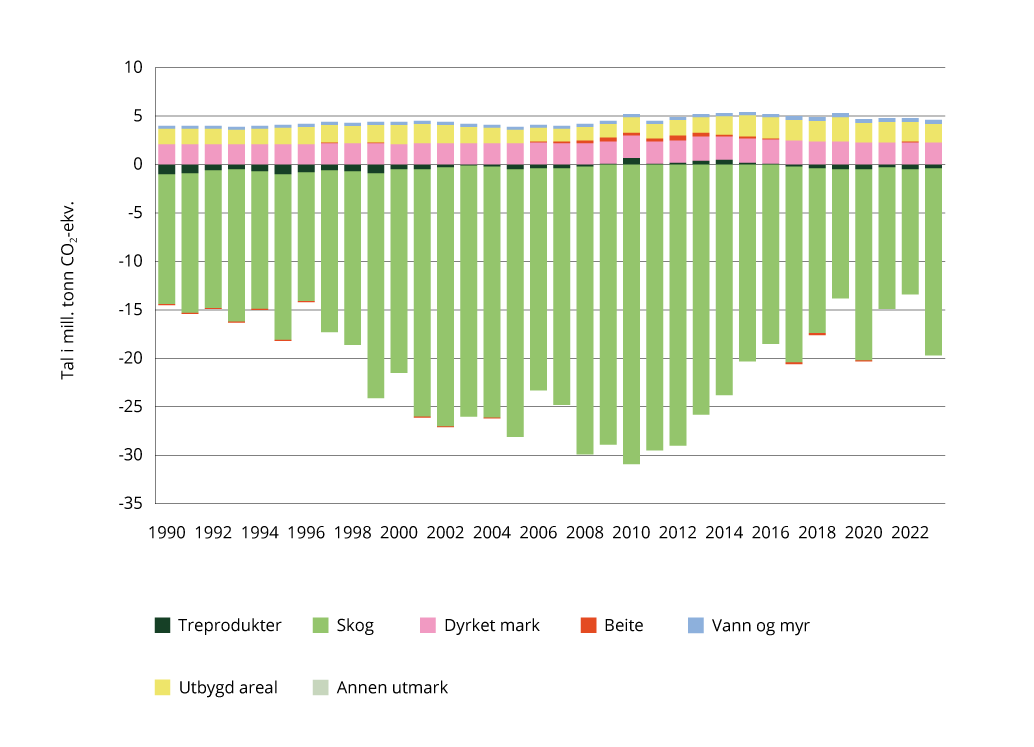 10
5
0
-5
-10
-15
-20
-25
-30
-35
Tal i mill. tonn CO₂-ekv.
1990 1992 1994 1996 1998 2000 2002 2004 2006 2008 2010 2012 2014 2016 2018 2020 2022
Treprodukter Skog Dyrket mark Beite Vann og myr
Utbygd areal Annen utmark